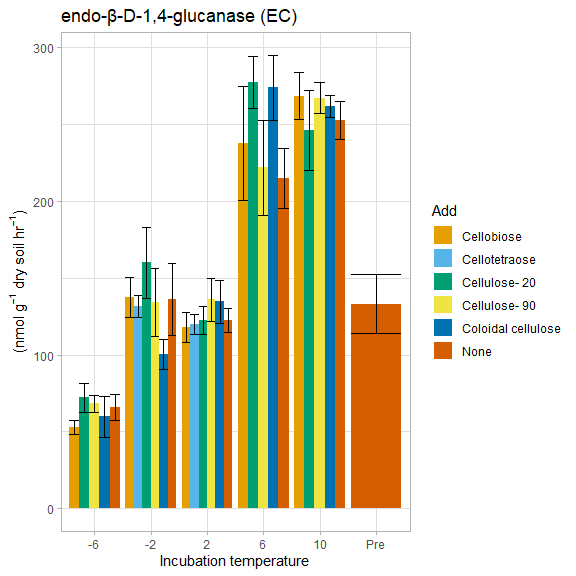 endo-β-D-1,4-glucanase (EC)
(nmol g⁻¹ dry soil hr⁻¹)
300
200
100
0
-6 -2 2 6 10 Pre
Incubation temperature
Add
Cellobiose
Cellotetraose
Cellulose- 20
Cellulose- 90
Coloidal cellulose
None